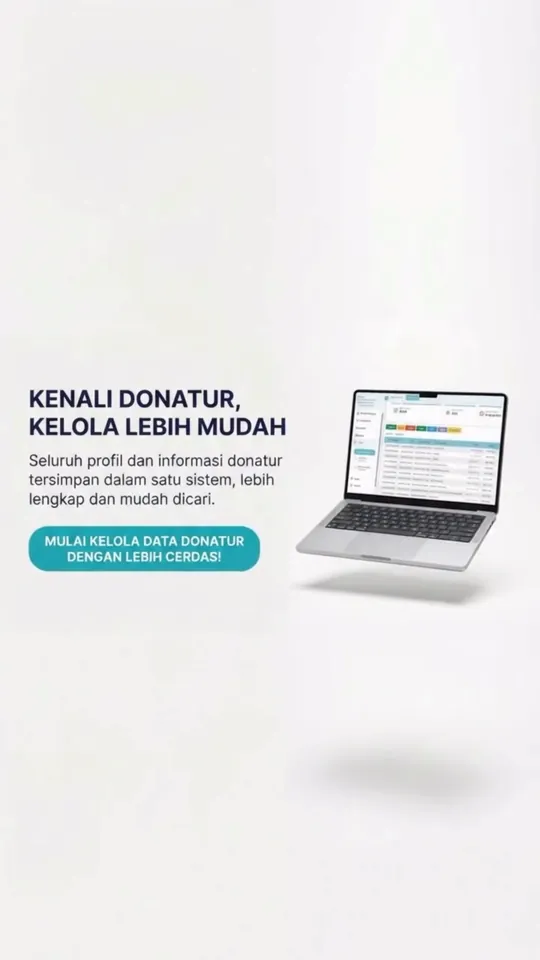 KENALI DONATUR,
KELOLA LEBIH MUDAH
Seluruh profil dan informasi donatur
tersimpan dalam satu sistem, lebih
lengkap dan mudah dicari.
MULAI KELOLA DATA DONATUR
DENGAN LEBIH CERDAS!